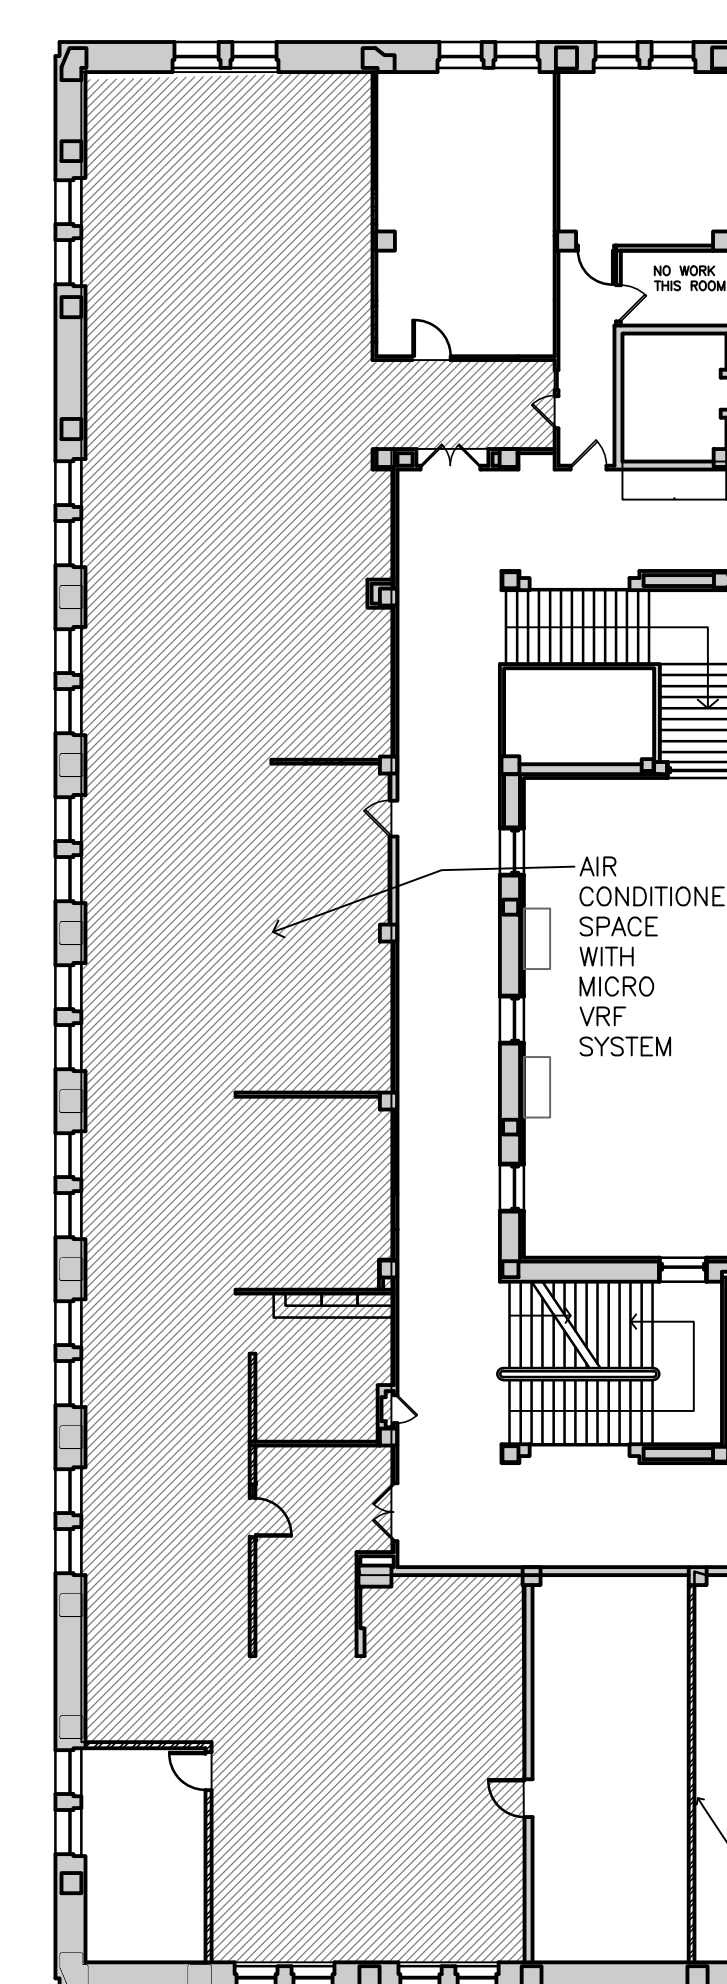 NO WORK
THIS ROOM
AIR
CONDITIONE
SPACE
WITH
MICRO
VRF
SYSTEM